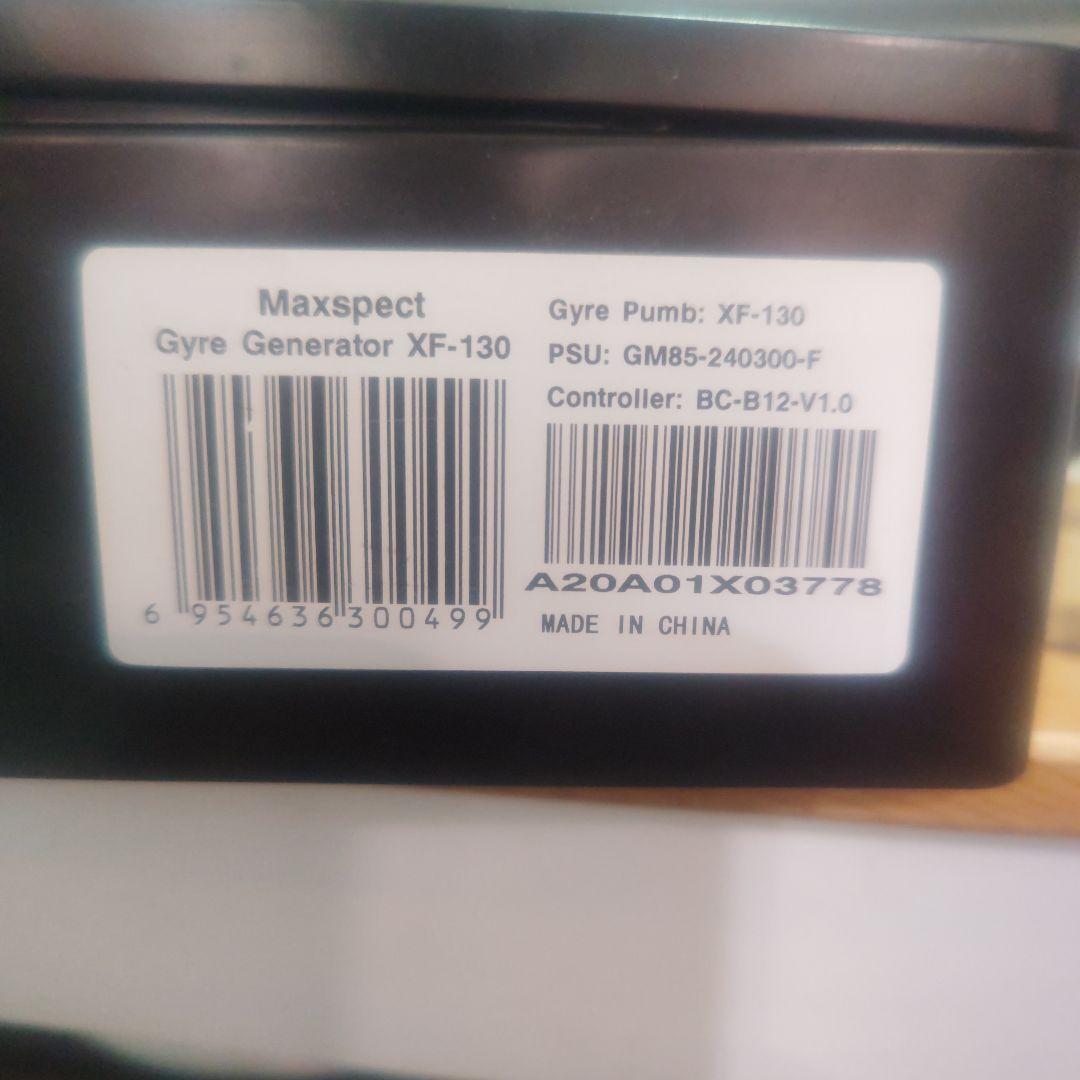 Maxspect
Gyre Generator XF-130
6 954636 300499
Gyre Pumb: XF-130
PSU: GM85-240300-F
Controller: BC-B12-V1.0
A20A01X03778
MADE IN CHINA